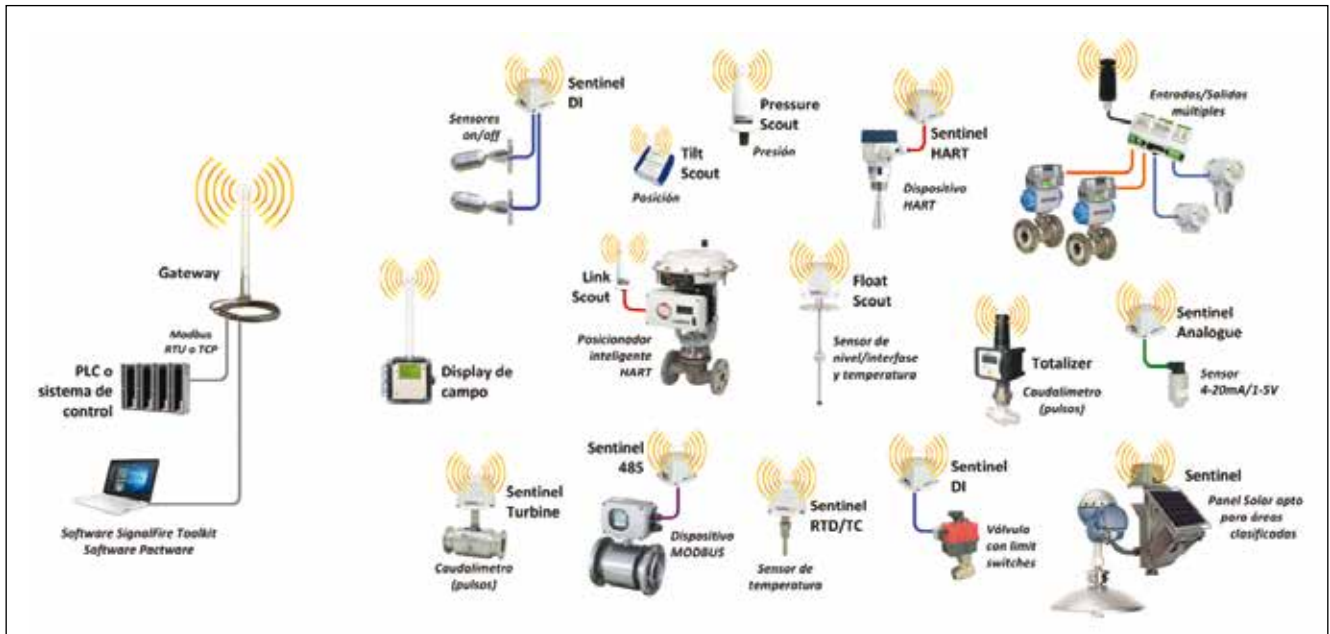 Sentinel
DI
Sensores
on/off
Tilt
Scout
Posición
Pressure
Scout
Presión
Sentinel
HART
Dispositivo
HART
Entradas/Salidas
múltiples
Gateway
Modbus
RTU o TCP
PLC o
sistema de
control
Software SignalFire Toolkit
Software Pactware
Display de
campo
Link
Scout
Posicionador
inteligente
HART
Float
Scout
Sensor de
nivel/interfase
y temperatura
Totalizer
Caudalímetro
(pulsos)
Sentinel
Analogue
Sensor
4-20mA/1-5V
Sentinel
Turbine
Caudalímetro
(pulsos)
Sentinel
485
Dispositivo
MODBUS
Sentinel
RTD/TC
Sensor de
temperatura
Sentinel
DI
Válvula
con limit
switches
Sentinel
Panel Solar apto
para áreas
clasificadas